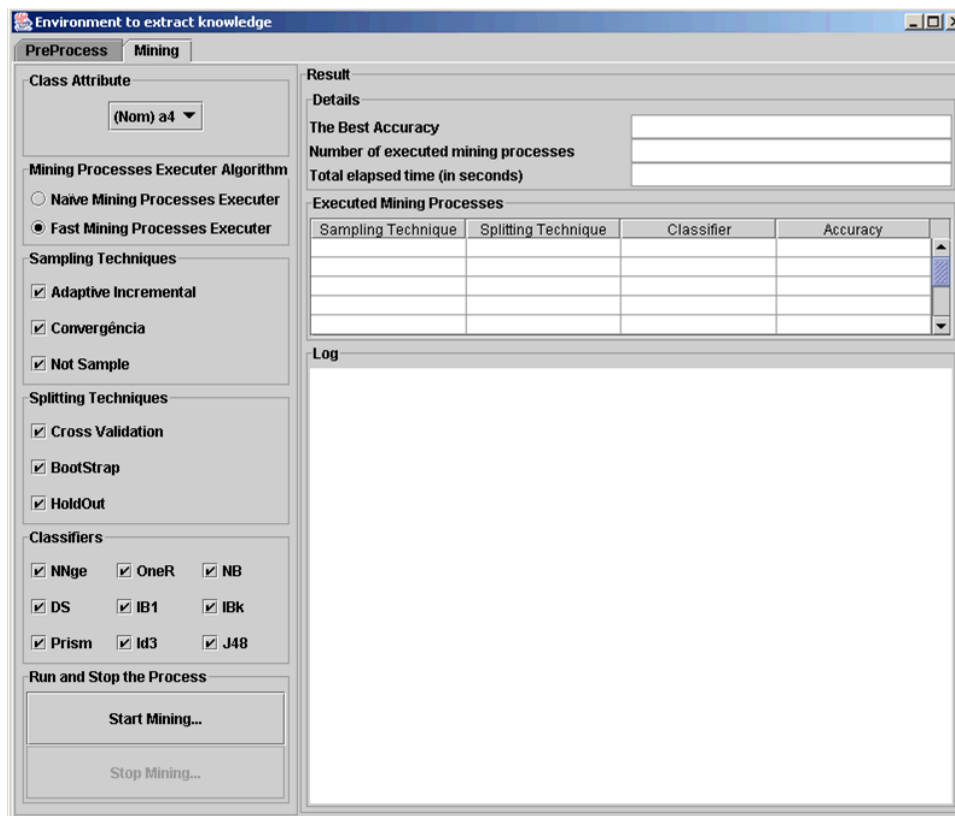 Environment to extract knowledge
PreProcess Mining
Class Attribute
(Nom) a4
Mining Processes Executer Algorithm
Naïve Mining Processes Executer
Fast Mining Processes Executer
Sampling Techniques
Adaptive Incremental
Convergência
Not Sample
Splitting Techniques
Cross Validation
BootStrap
HoldOut
Classifiers
NNge OneR NB
DS IB1 IBk
Prism Id3 J48
Run and Stop the Process
Start Mining...
Stop Mining...
Result
Details
The Best Accuracy
Number of executed mining processes
Total elapsed time (in seconds)
Executed Mining Processes
Sampling Technique Splitting Technique Classifier Accuracy
Log